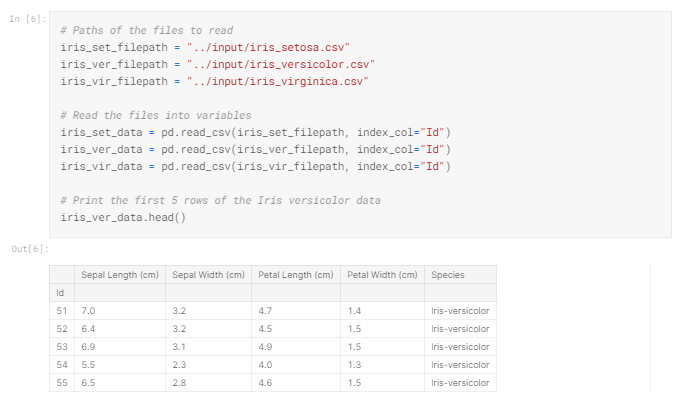 In [6]:
# Paths of the files to read
iris_set_filepath = "../input/iris_setosa.csv"
iris_ver_filepath = "../input/iris_versicolor.csv"
iris_vir_filepath = "../input/iris_virginica.csv"
# Read the files into variables
iris_set_data = pd.read_csv(iris_set_filepath, index_col="Id")
iris_ver_data = pd.read_csv(iris_ver_filepath, index_col="Id")
iris_vir_data = pd.read_csv(iris_vir_filepath, index_col="Id")
# Print the first 5 rows of the Iris versicolor data
iris_ver_data.head()
Out[6]:
Sepal Length (cm) Sepal Width (cm) Petal Length (cm) Petal Width (cm) Species
Id
51 7.0 3.2 4.7 1.4 Iris-versicolor
52 6.4 3.2 4.5 1.5 Iris-versicolor
53 6.9 3.1 4.9 1.5 Iris-versicolor
54 5.5 2.3 4.0 1.3 Iris-versicolor
55 6.5 2.8 4.6 1.5 Iris-versicolor